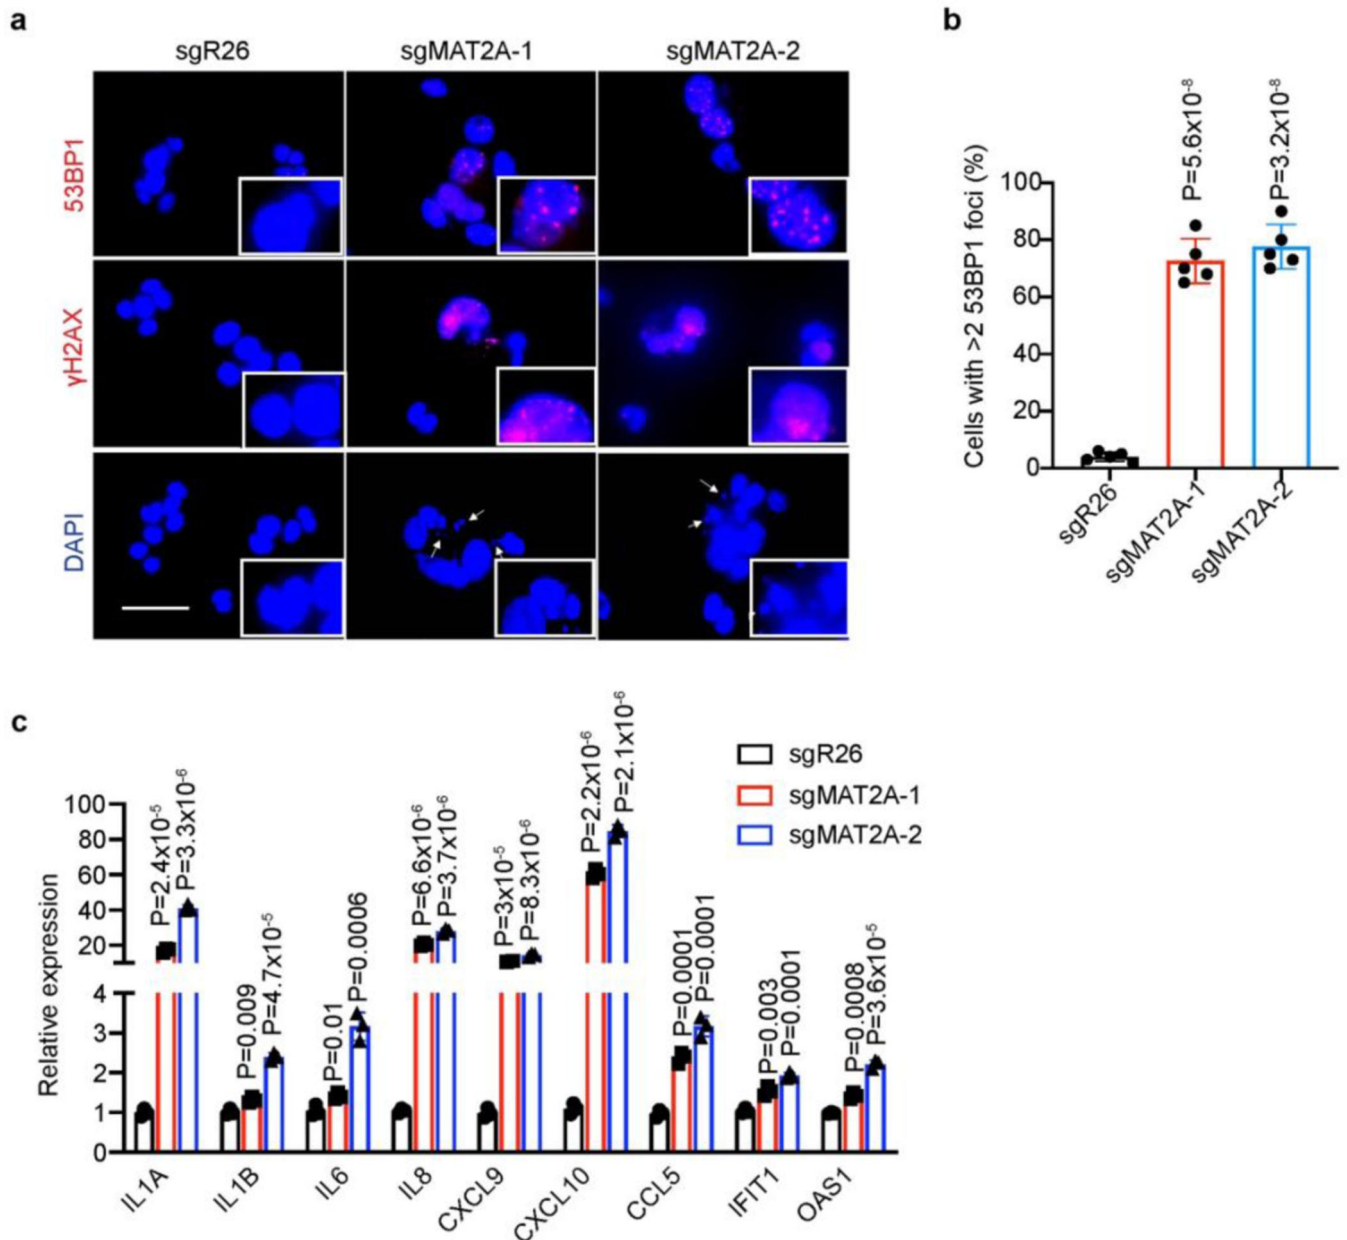 a
sgR26
sgMAT2A-1
sgMAT2A-2
53BP1
γH2AX
DAPI
b
Cells with >2 53BP1 foci (%)
100
80
60
40
20
0
P=5.6x10⁻⁸
P=3.2x10⁻⁸
sgR26
sgMAT2A-1
sgMAT2A-2
c
sgR26
sgMAT2A-1
sgMAT2A-2
Relative expression
100
80
60
40
20
4
3
2
1
0
P=2.4x10⁻⁵
P=3.3x10⁻⁶
P=0.009
P=4.7x10⁻⁵
P=0.01
P=0.0006
P=6.6x10⁻⁶
P=3.7x10⁻⁶
P=3x10⁻⁵
P=8.3x10⁻⁶
P=2.2x10⁻⁶
P=2.1x10⁻⁶
P=0.0001
P=0.0001
P=0.003
P=0.0001
P=0.0008
P=3.6x10⁻⁵
IL1A
IL1B
IL6
IL8
CXCL9
CXCL10
CCL5
IFIT1
OAS1